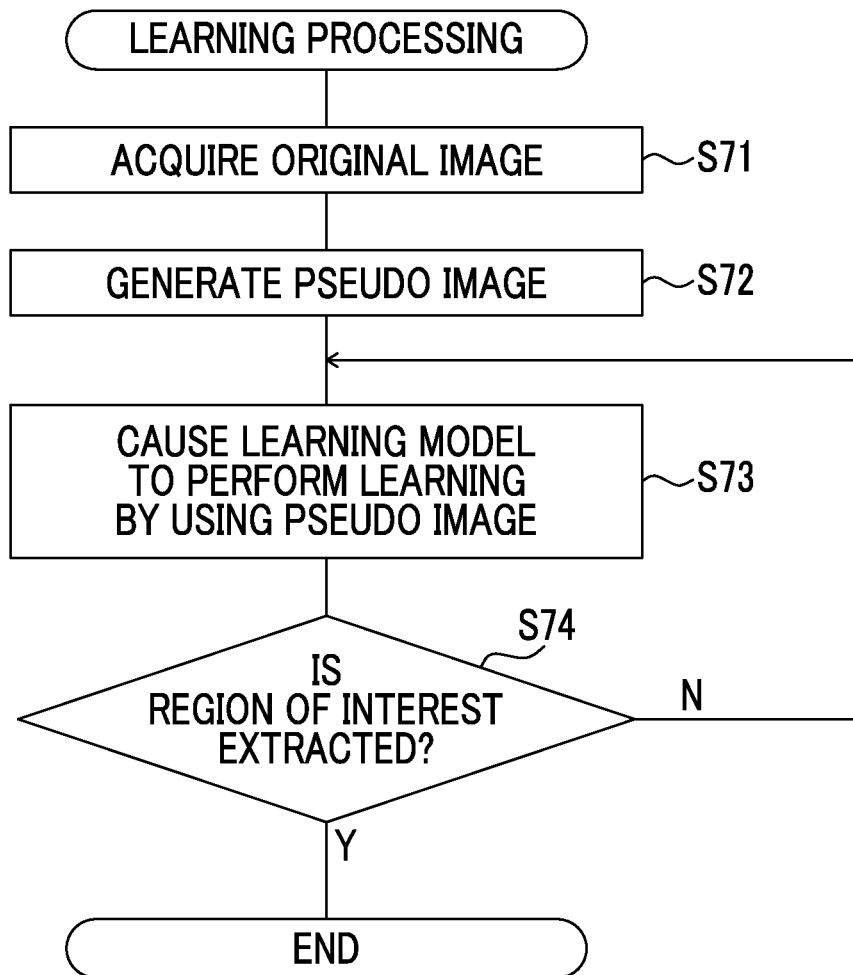 LEARNING PROCESSING
ACQUIRE ORIGINAL IMAGE
S71
GENERATE PSEUDO IMAGE
S72
CAUSE LEARNING MODEL
TO PERFORM LEARNING
BY USING PSEUDO IMAGE
S73
S74
IS
REGION OF INTEREST
EXTRACTED?
N
Y
END